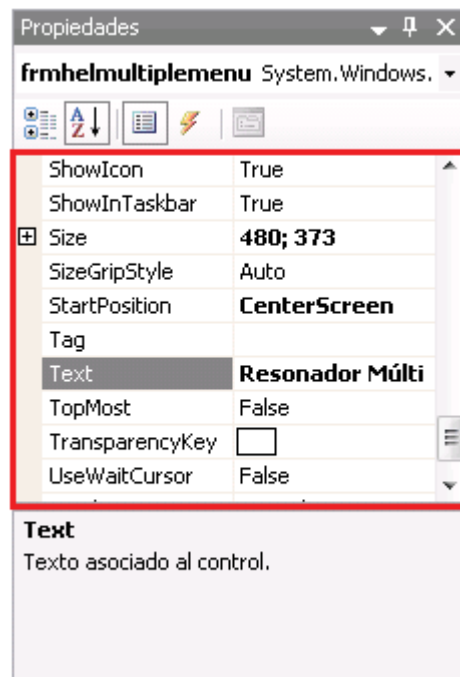 Propiedades
frmhelmultiplemenu System.Windows.
ShowIcon True
ShowInTaskbar True
Size 480; 373
SizeGripStyle Auto
StartPosition CenterScreen
Tag
Text Resonador Múlti
TopMost False
TransparencyKey
UseWaitCursor False
Text
Texto asociado al control.